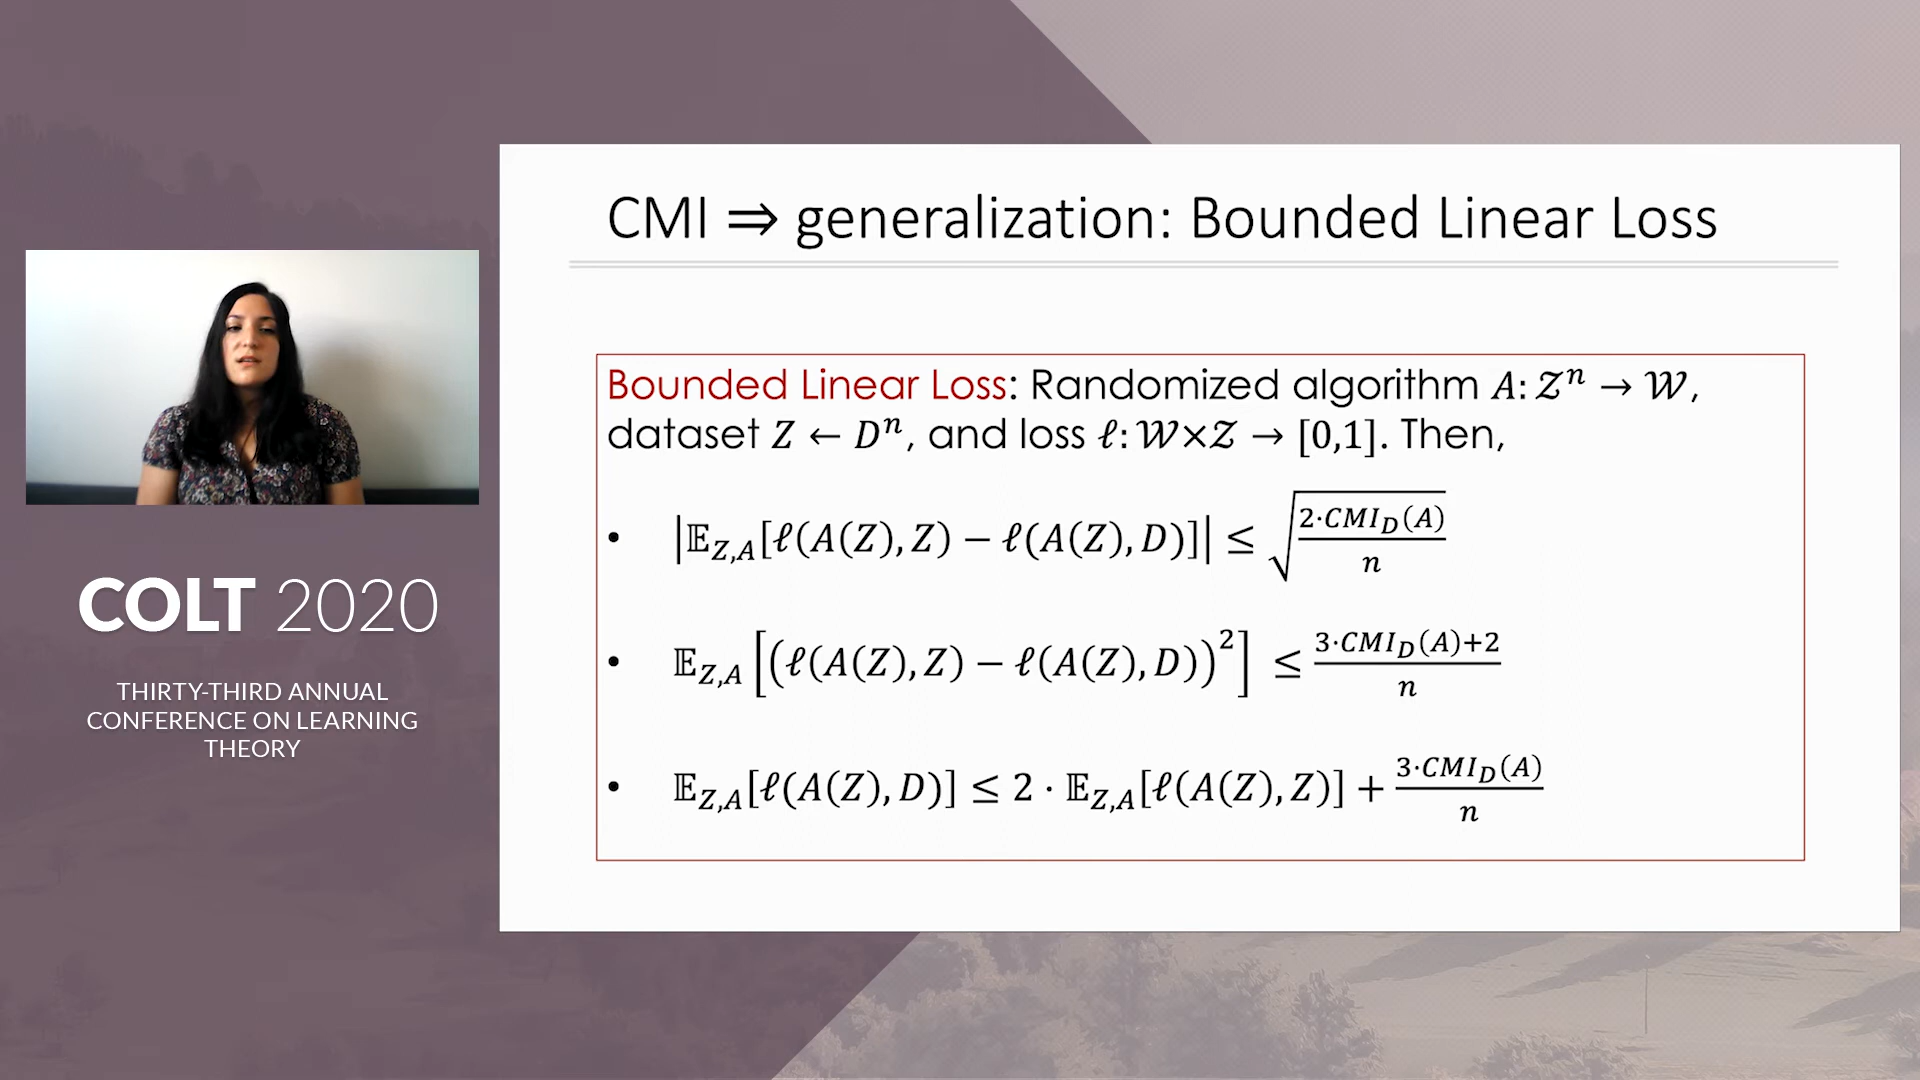 COLT 2020
THIRTY-THIRD ANNUAL
CONFERENCE ON LEARNING
THEORY
CMI ⇒ generalization: Bounded Linear Loss
Bounded Linear Loss: Randomized algorithm A: 𝒵ⁿ → 𝒲,
dataset Z ← Dⁿ, and loss ℓ: 𝒲×𝒵 → [0,1]. Then,
• |𝔼_{Z,A}[ℓ(A(Z), Z) − ℓ(A(Z), D)]| ≤ √(2·CMI_D(A) / n)
• 𝔼_{Z,A}[(ℓ(A(Z), Z) − ℓ(A(Z), D))²] ≤ (3·CMI_D(A)+2) / n
• 𝔼_{Z,A}[ℓ(A(Z), D)] ≤ 2 · 𝔼_{Z,A}[ℓ(A(Z), Z)] + 3·CMI_D(A) / n